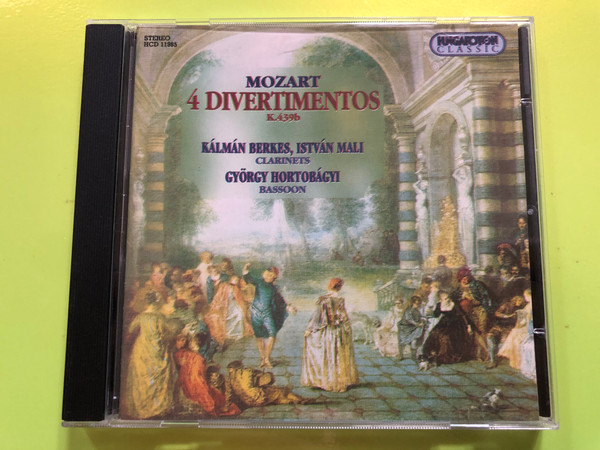 STEREO
HCD 11985
HUNGAROTON
CLASSIC
MOZART
4 DIVERTIMENTOS
K.439b
KÁLMÁN BERKES, ISTVÁN MALI
CLARINETS
GYÖRGY HORTOBÁGYI
BASSOON